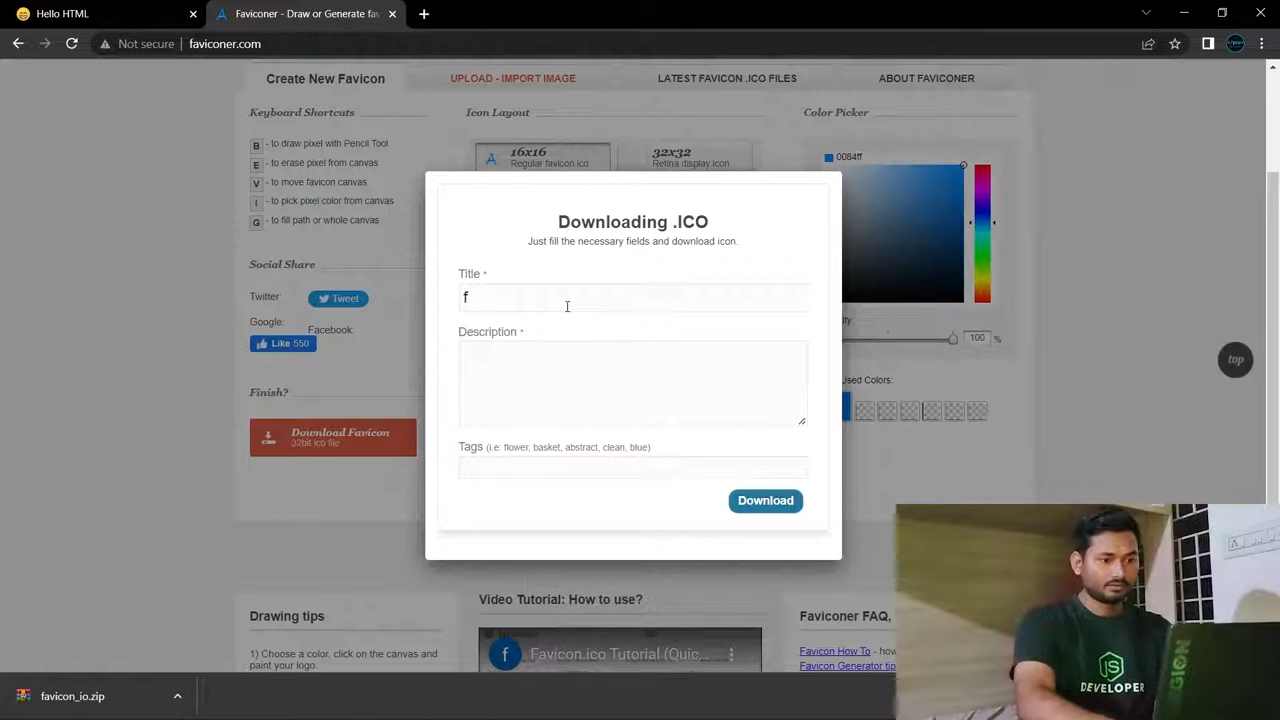 Hello HTML
Faviconer - Draw or Generate fav
Not secure
faviconer.com
Create New Favicon
UPLOAD - IMPORT IMAGE
LATEST FAVICON .ICO FILES
ABOUT FAVICONER
Keyboard Shortcuts
B - to draw pixel with Pencil Tool
E - to erase pixel from canvas
V - to move favicon canvas
I - to pick pixel color from canvas
G - to fill path or whole canvas
Icon Layout
16x16
Regular favicon.ico
32x32
Retina display icon
Color Picker
0084ff
Social Share
Twitter:
Tweet
Google:
Facebook:
Like 550
Finish?
Download Favicon
32bit ico file
Downloading .ICO
Just fill the necessary fields and download icon.
Title *
f
Description *
Tags (i.e: flower, basket, abstract, clean, blue)
Download
100 %
Used Colors:
top
Drawing tips
1) Choose a color, click on the canvas and
paint your logo.
Video Tutorial: How to use?
f
Favicon.ico Tutorial (Quic...
Faviconer FAQ,
Favicon How To - how
Favicon Generator tip
favicon_io.zip
JS
DEVELOPER